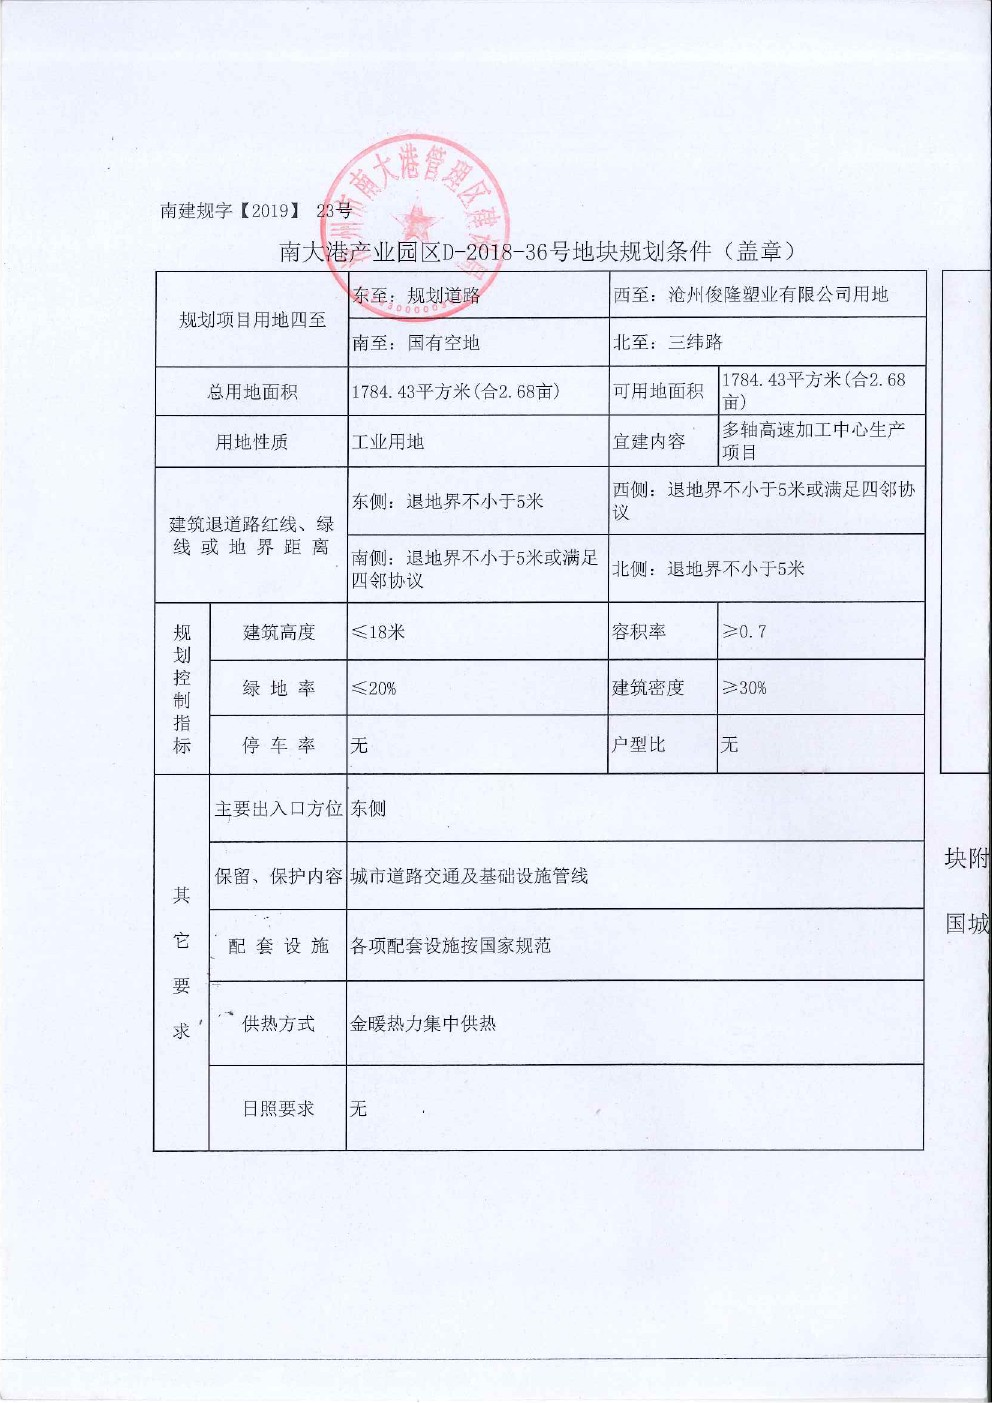 南建规字【2019】 23号
南大港产业园区D-2018-36号地块规划条件（盖章）
规划项目用地四至
东至：规划道路
西至：沧州俊隆塑业有限公司用地
南至：国有空地
北至：三纬路
总用地面积
1784.43平方米(合2.68亩)
可用地面积
1784.43平方米(合2.68
亩)
用地性质
工业用地
宜建内容
多轴高速加工中心生产
项目
建筑退道路红线、绿
线或地界距离
东侧：退地界不小于5米
西侧：退地界不小于5米或满足四邻协
议
南侧：退地界不小于5米或满足
四邻协议
北侧：退地界不小于5米
规划控制指标
建筑高度
≤18米
容积率
≥0.7
绿地率
≤20%
建筑密度
≥30%
停车率
无
户型比
无
其它要求
主要出入口方位
东侧
保留、保护内容
城市道路交通及基础设施管线
配套设施
各项配套设施按国家规范
供热方式
金暖热力集中供热
日照要求
无
块附
国城